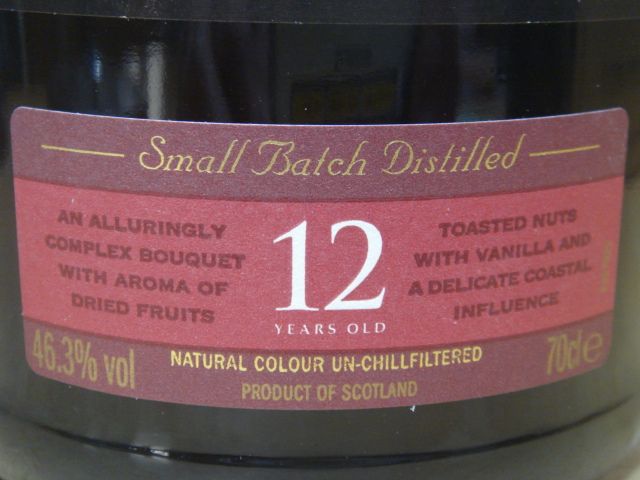 Small Batch Distilled
AN ALLURINGLY
COMPLEX BOUQUET
WITH AROMA OF
DRIED FRUITS
12
YEARS OLD
TOASTED NUTS
WITH VANILLA AND
A DELICATE COASTAL
INFLUENCE
46.3% vol
NATURAL COLOUR UN-CHILLFILTERED
70cl e
PRODUCT OF SCOTLAND